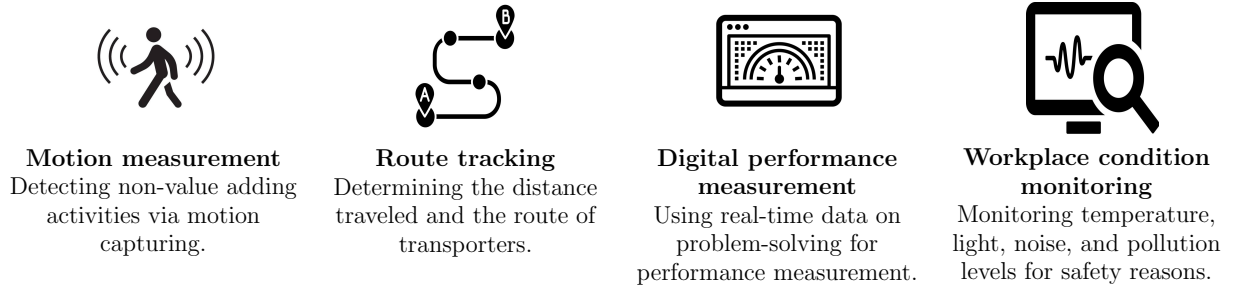 B
A
Motion measurement
Detecting non-value adding
activities via motion
capturing.
Route tracking
Determining the distance
traveled and the route of
transporters.
Digital performance
measurement
Using real-time data on
problem-solving for
performance measurement.
Workplace condition
monitoring
Monitoring temperature,
light, noise, and pollution
levels for safety reasons.